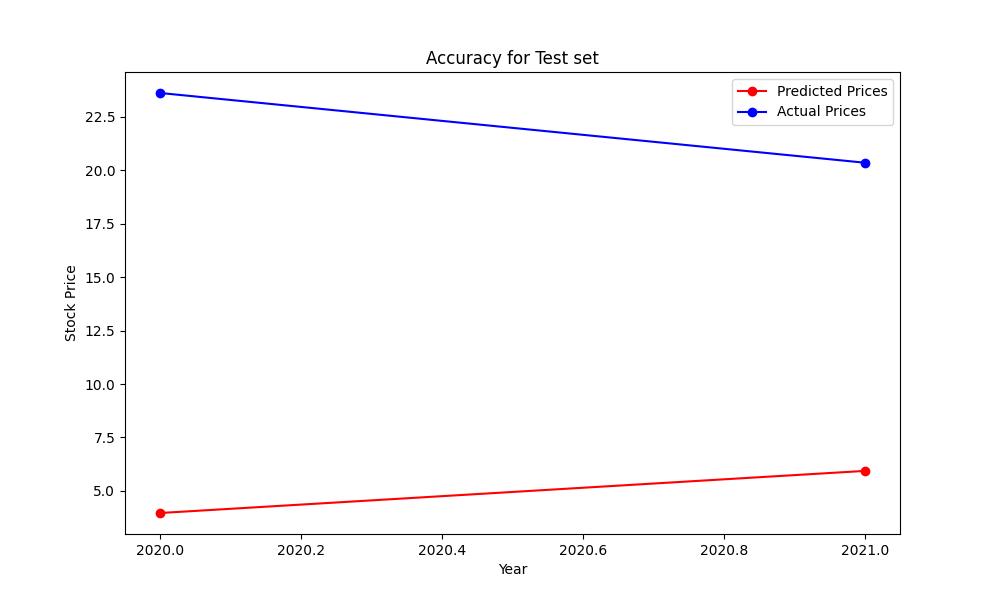 Accuracy for Test set
Predicted Prices
Actual Prices
22.5
20.0
17.5
15.0
12.5
10.0
7.5
5.0
Stock Price
2020.0 2020.2 2020.4 2020.6 2020.8 2021.0
Year